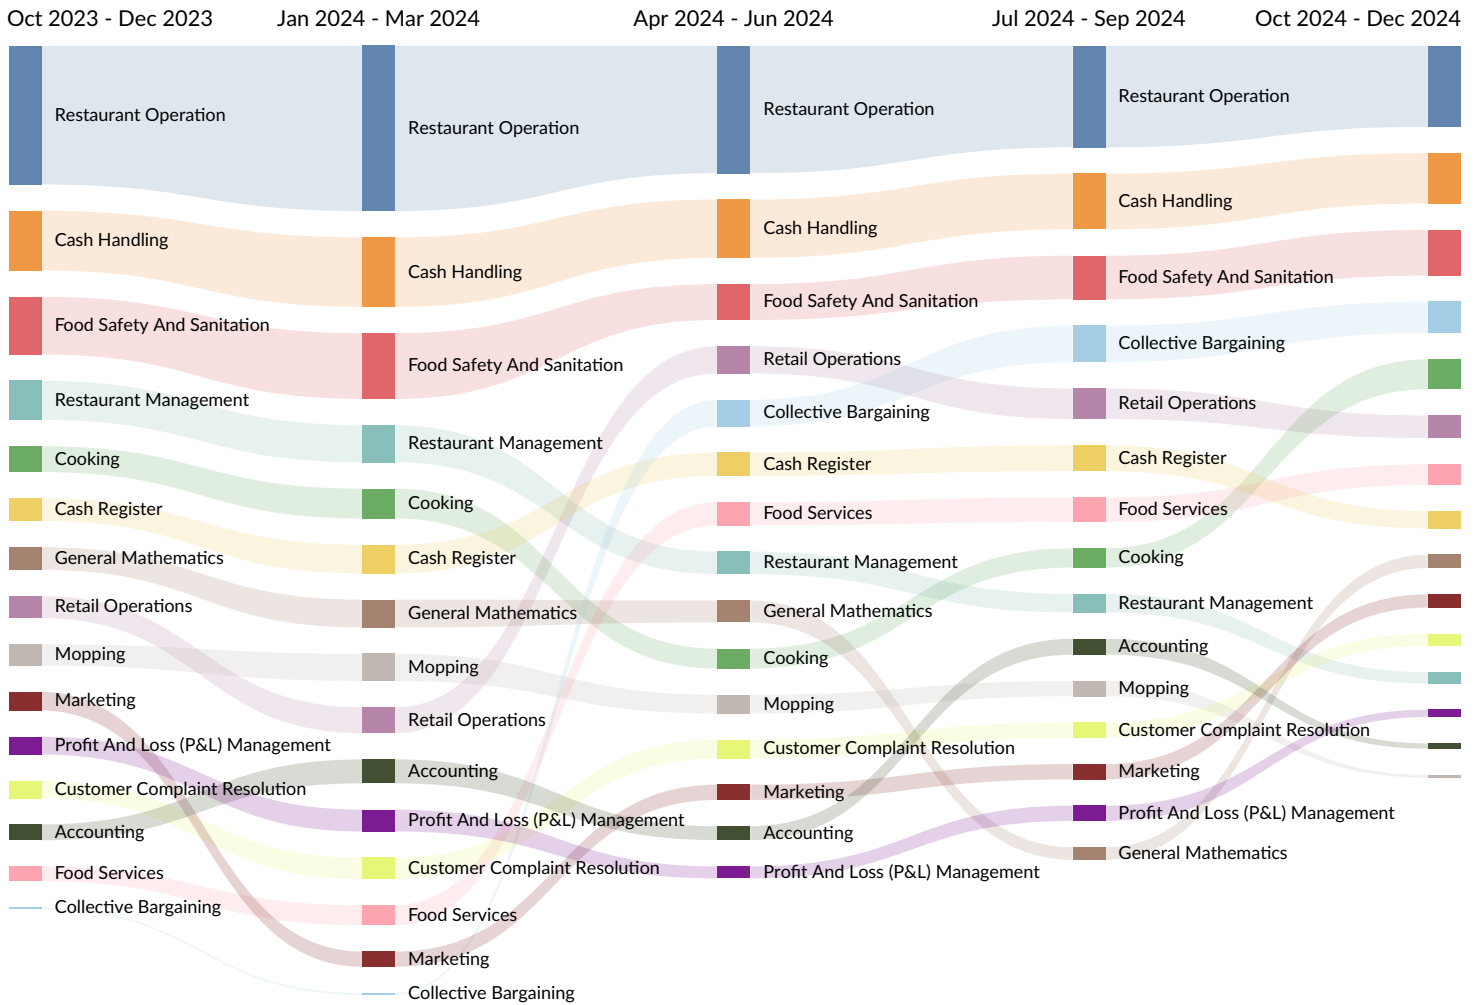 Oct 2023 - Dec 2023
Jan 2024 - Mar 2024
Apr 2024 - Jun 2024
Jul 2024 - Sep 2024
Oct 2024 - Dec 2024
Restaurant Operation
Cash Handling
Food Safety And Sanitation
Restaurant Management
Cooking
Cash Register
General Mathematics
Retail Operations
Mopping
Marketing
Profit And Loss (P&L) Management
Customer Complaint Resolution
Accounting
Food Services
Collective Bargaining
Restaurant Operation
Cash Handling
Food Safety And Sanitation
Restaurant Management
Cooking
Cash Register
General Mathematics
Mopping
Retail Operations
Accounting
Profit And Loss (P&L) Management
Customer Complaint Resolution
Food Services
Marketing
Collective Bargaining
Restaurant Operation
Cash Handling
Food Safety And Sanitation
Retail Operations
Collective Bargaining
Cash Register
Food Services
Restaurant Management
General Mathematics
Cooking
Mopping
Customer Complaint Resolution
Marketing
Accounting
Profit And Loss (P&L) Management
Restaurant Operation
Cash Handling
Food Safety And Sanitation
Collective Bargaining
Retail Operations
Cash Register
Food Services
Cooking
Restaurant Management
Accounting
Mopping
Customer Complaint Resolution
Marketing
Profit And Loss (P&L) Management
General Mathematics